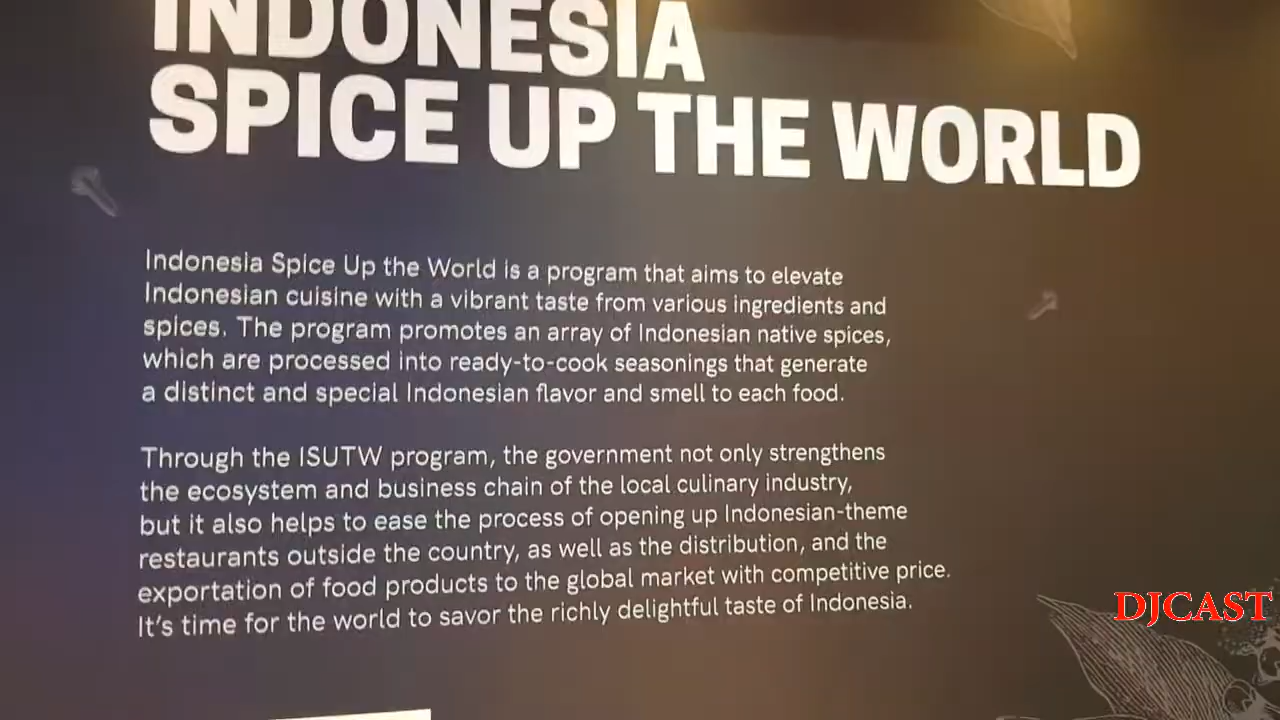 INDONESIA
SPICE UP THE WORLD
Indonesia Spice Up the World is a program that aims to elevate
Indonesian cuisine with a vibrant taste from various ingredients and
spices. The program promotes an array of Indonesian native spices,
which are processed into ready-to-cook seasonings that generate
a distinct and special Indonesian flavor and smell to each food.
Through the ISUTW program, the government not only strengthens
the ecosystem and business chain of the local culinary industry,
but it also helps to ease the process of opening up Indonesian-theme
restaurants outside the country, as well as the distribution, and the
exportation of food products to the global market with competitive price.
It's time for the world to savor the richly delightful taste of Indonesia.
DJCAST